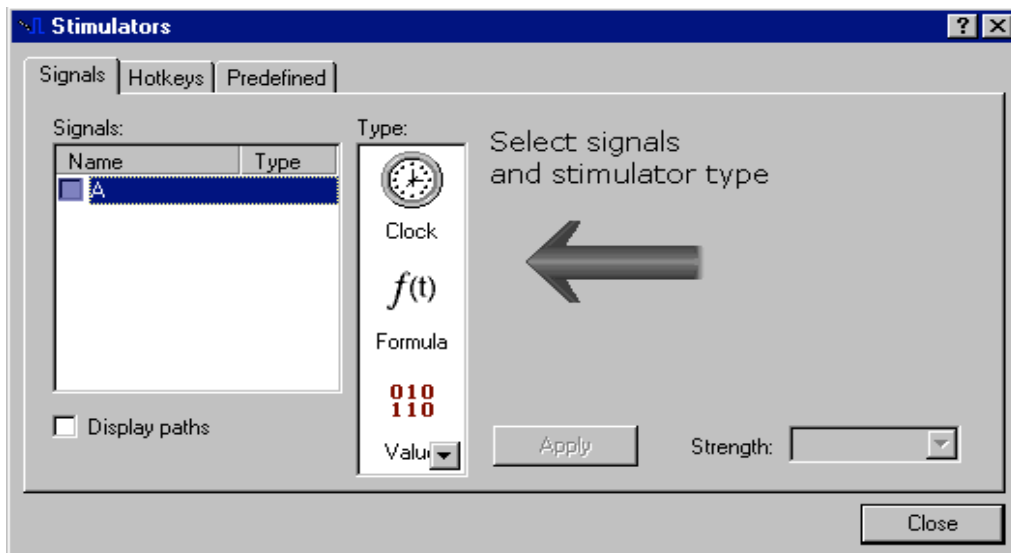 Stimulators
Signals Hotkeys Predefined
Signals:
Name Type
A
Display paths
Type:
Clock
f(t)
Formula
010
110
Select signals
and stimulator type
Apply
Strength:
Close